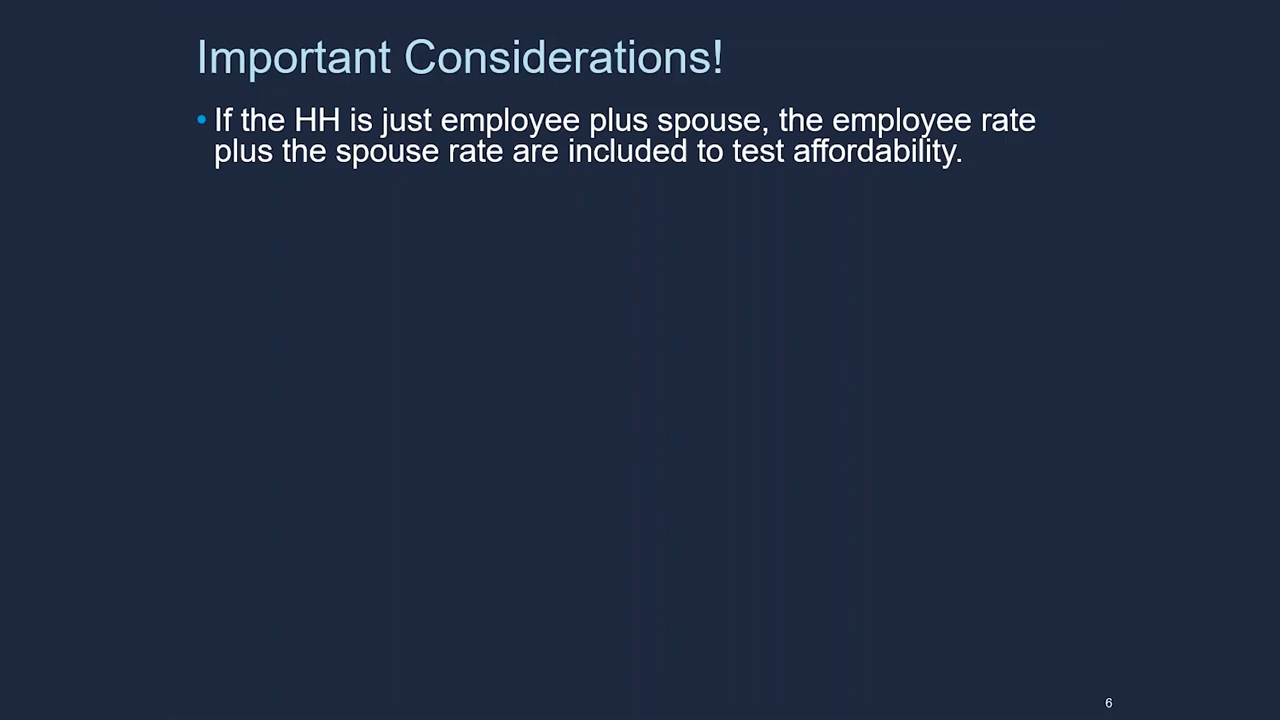 Important Considerations!
• If the HH is just employee plus spouse, the employee rate
plus the spouse rate are included to test affordability.
6